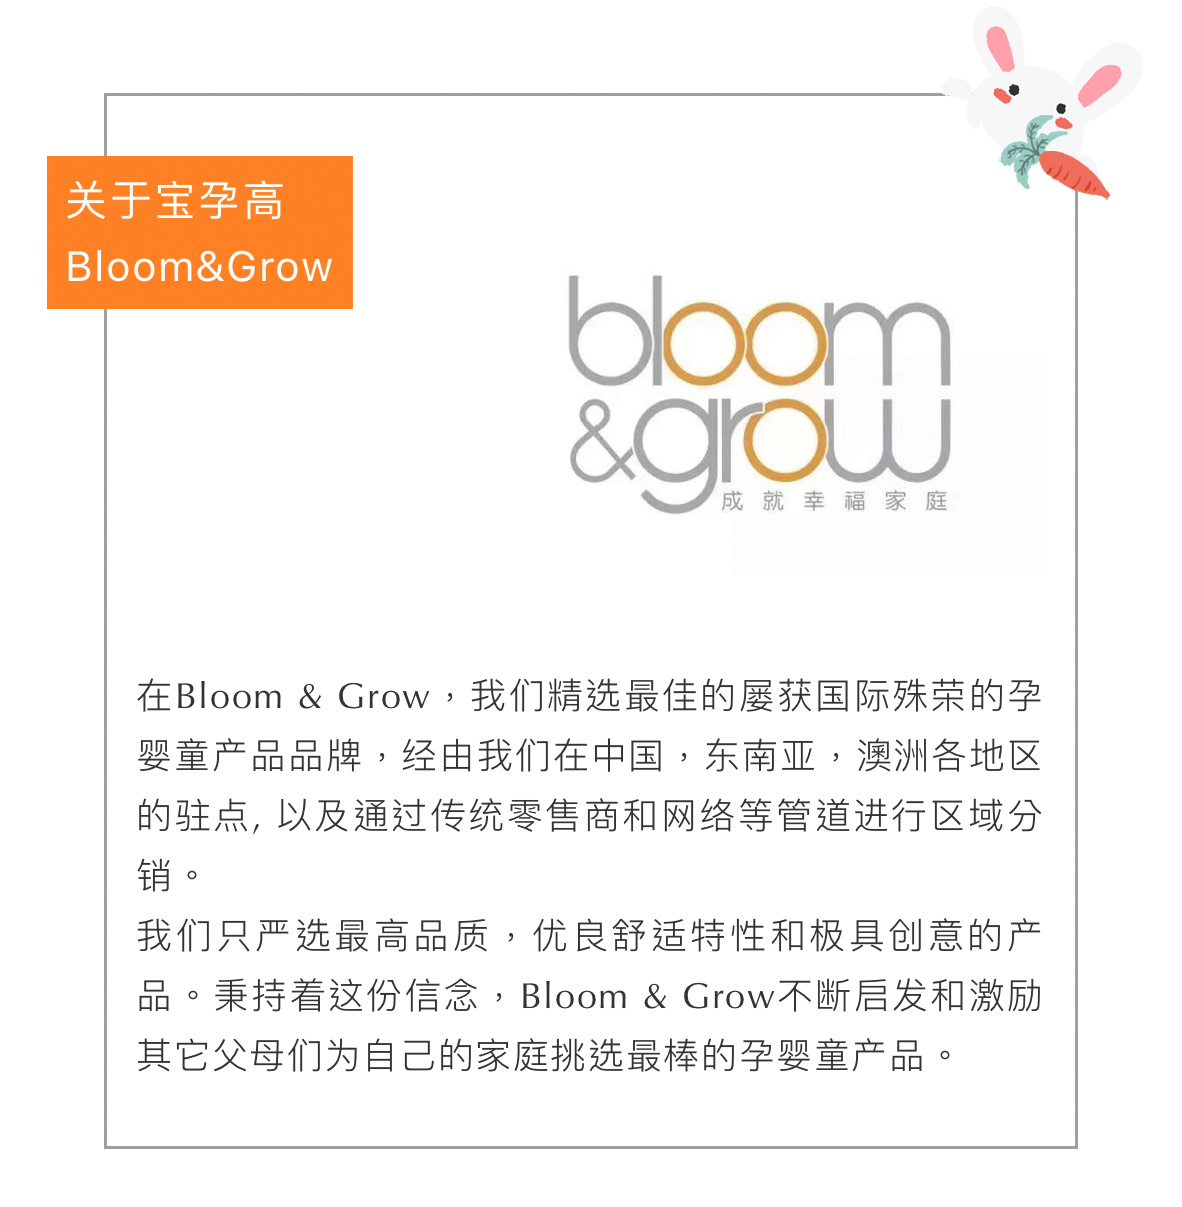 关于宝孕高
Bloom&Grow
bloom
&grow
成就幸福家庭
在Bloom & Grow，我们精选最佳的屡获国际殊荣的孕
婴童产品品牌，经由我们在中国，东南亚，澳洲各地区
的驻点, 以及通过传统零售商和网络等管道进行区域分
销。
我们只严选最高品质，优良舒适特性和极具创意的产
品。秉持着这份信念，Bloom & Grow不断启发和激励
其它父母们为自己的家庭挑选最棒的孕婴童产品。